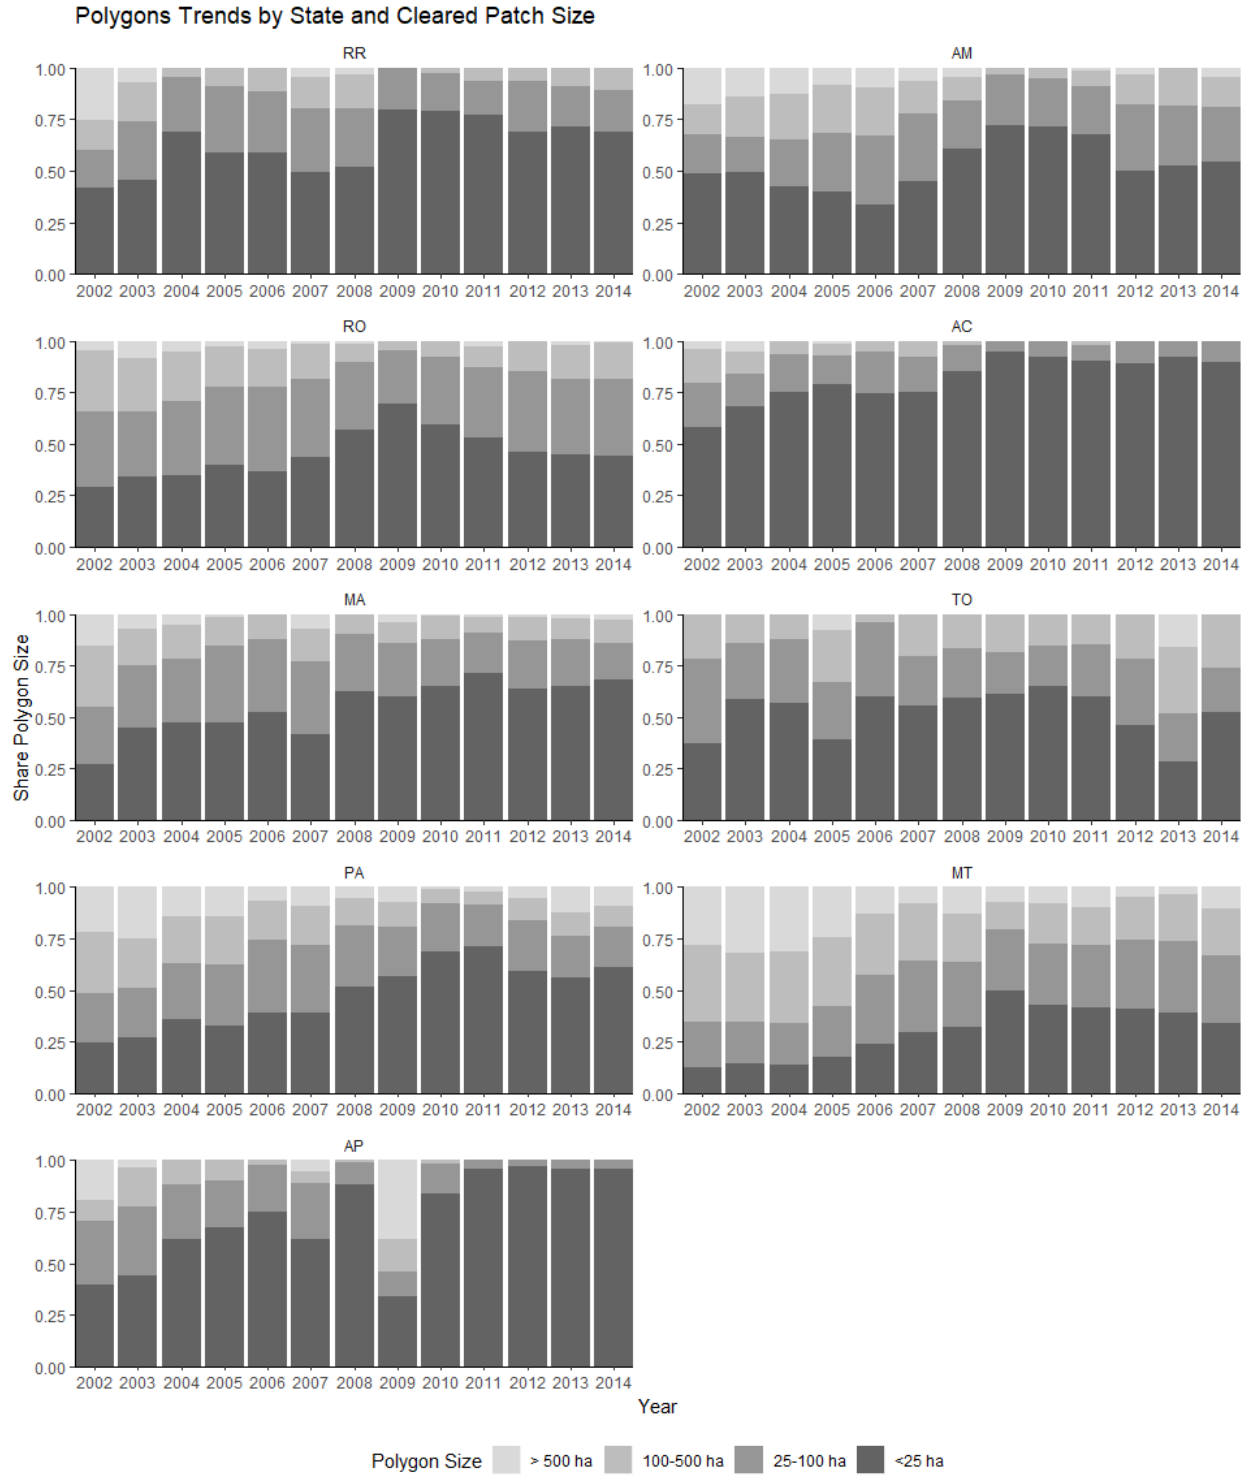 Polygons Trends by State and Cleared Patch Size
RR
1.00
0.75
0.50
0.25
0.00
2002 2003 2004 2005 2006 2007 2008 2009 2010 2011 2012 2013 2014
AM
1.00
0.75
0.50
0.25
0.00
2002 2003 2004 2005 2006 2007 2008 2009 2010 2011 2012 2013 2014
RO
1.00
0.75
0.50
0.25
0.00
2002 2003 2004 2005 2006 2007 2008 2009 2010 2011 2012 2013 2014
AC
1.00
0.75
0.50
0.25
0.00
2002 2003 2004 2005 2006 2007 2008 2009 2010 2011 2012 2013 2014
Share Polygon Size
MA
1.00
0.75
0.50
0.25
0.00
2002 2003 2004 2005 2006 2007 2008 2009 2010 2011 2012 2013 2014
TO
1.00
0.75
0.50
0.25
0.00
2002 2003 2004 2005 2006 2007 2008 2009 2010 2011 2012 2013 2014
PA
1.00
0.75
0.50
0.25
0.00
2002 2003 2004 2005 2006 2007 2008 2009 2010 2011 2012 2013 2014
MT
1.00
0.75
0.50
0.25
0.00
2002 2003 2004 2005 2006 2007 2008 2009 2010 2011 2012 2013 2014
AP
1.00
0.75
0.50
0.25
0.00
2002 2003 2004 2005 2006 2007 2008 2009 2010 2011 2012 2013 2014
Year
Polygon Size > 500 ha 100-500 ha 25-100 ha <25 ha